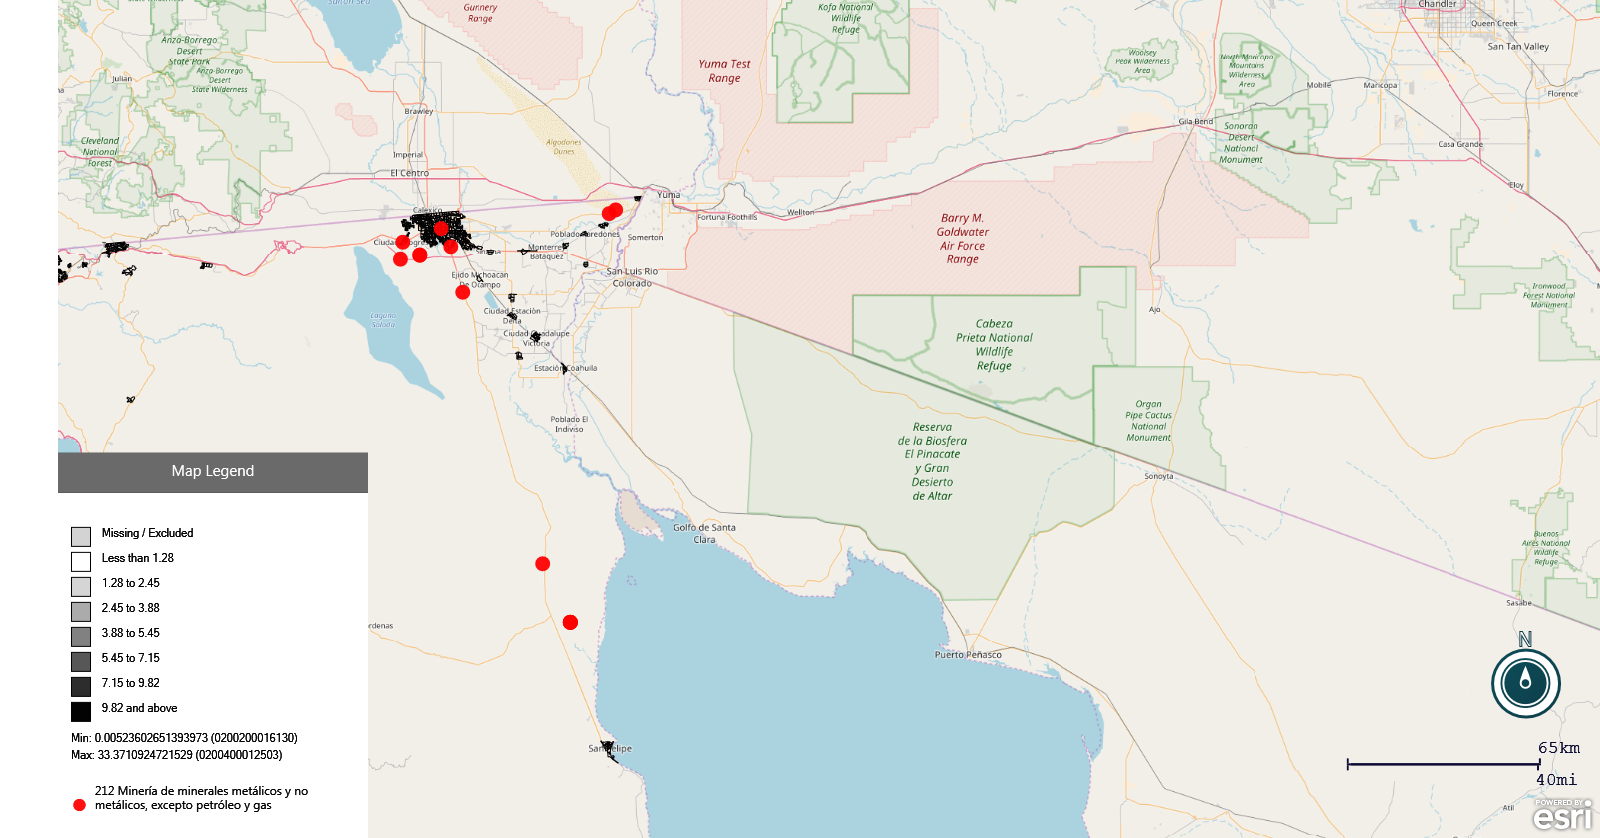 Salton Sea
Gunnery
Range
Kofa National
Wildlife
Refuge
Chandler
Queen Creek
San Tan Valley
Anza-Borrego
Desert
State Park
Anza-Borrego
Desert
State Wilderness
Julian
Yuma Test
Range
Woolsey
Peak Wilderness
Area
North Maricopa
Mountains
Wilderness
Area
Mobile
Maricopa
Florence
Brawley
Gila Bend
Sonoran
Desert
National
Monument
Cleveland
National
Forest
Algodones
Dunes
Imperial
El Centro
Casa Grande
Eloy
Yuma
Calexico
Fortuna Foothills
Wellton
Barry M.
Goldwater
Air Force
Range
Somerton
Monterrey
Bataquez
San Luis Rio
Colorado
Ejido Michoacan
De Ocampo
Ironwood
Forest National
Monument
Laguna
Salada
Ciudad Estación
Delta
Ciudad Guadalupe
Victoria
Ajo
Cabeza
Prieta National
Wildlife
Refuge
Estación Coahuila
Organ
Pipe Cactus
National
Monument
Poblado El
Indiviso
Reserva
de la Biosfera
El Pinacate
y Gran
Desierto
de Altar
Sonoyta
Golfo de Santa
Clara
Buenos
Aires National
Wildlife
Refuge
Sasabe
rdenas
Puerto Peñasco
San Felipe
Atil
Map Legend
Missing / Excluded
Less than 1.28
1.28 to 2.45
2.45 to 3.88
3.88 to 5.45
5.45 to 7.15
7.15 to 9.82
9.82 and above
Min: 0.00523602651393973 (0200200016130)
Max: 33.3710924721529 (0200400012503)
212 Minería de minerales metálicos y no
metálicos, excepto petróleo y gas
N
65km
40mi
POWERED BY
esri